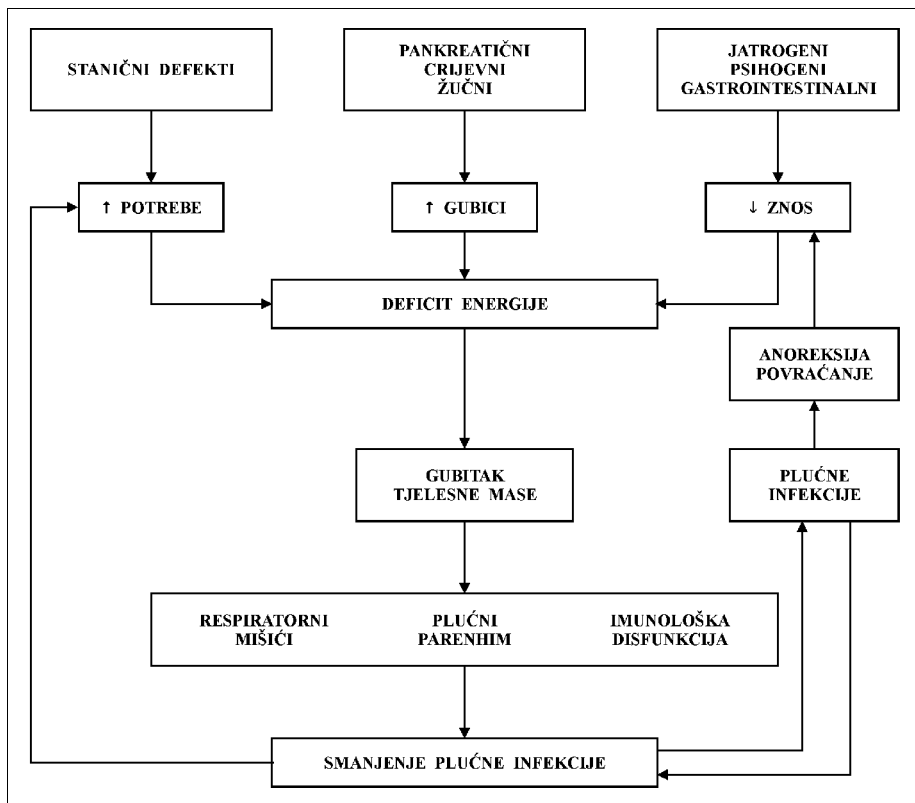 STANIČNI DEFEKTI
PANKREATIČNI
CRIJEVNI
ŽUČNI
JATROGENI
PSIHOGENI
GASTROINTESTINALNI
↑ POTREBE
↑ GUBICI
↓ ZNOS
DEFICIT ENERGIJE
ANOREKSIJA
POVRAĆANJE
GUBITAK
TJELESNE MASE
PLUĆNE
INFEKCIJE
RESPIRATORNI
MIŠIĆI
PLUĆNI
PARENHIM
IMUNOLOŠKA
DISFUNKCIJA
SMANJENJE PLUĆNE INFEKCIJE